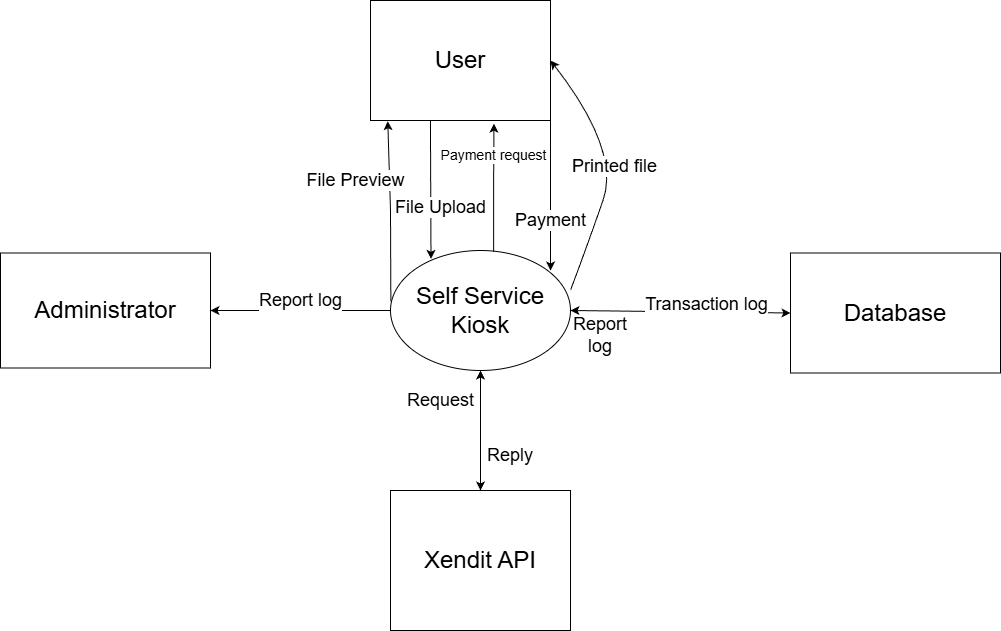 User
Payment request
Printed file
File Preview
File Upload
Payment
Administrator
Report log
Self Service
Kiosk
Transaction log
Report
log
Database
Request
Reply
Xendit API